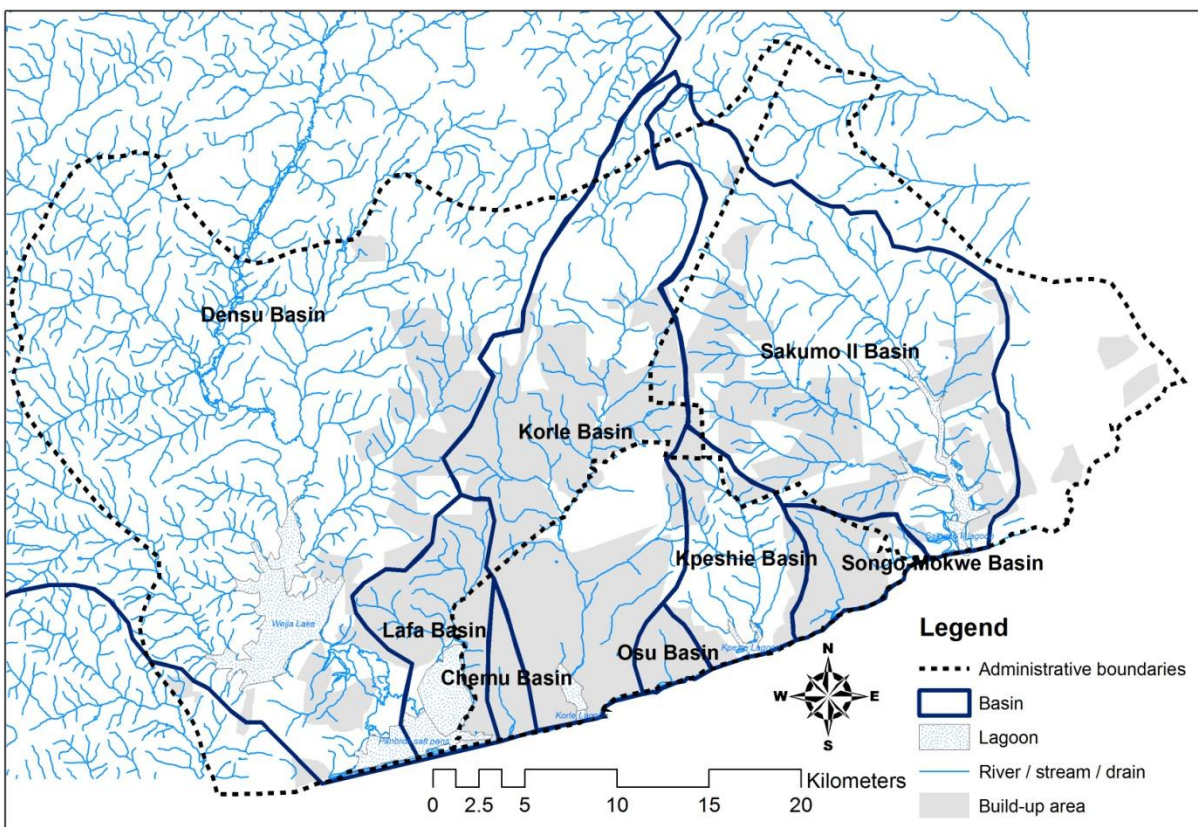 Densu Basin
Sakumo II Basin
Korle Basin
Kpeshie Basin
Songo Mokwe Basin
Sakumo II lagoon
Weija Lake
Lafa Basin
Osu Basin
Chemu Basin
Korle Lagoon
Panbros salt pans
Legend
Administrative boundaries
Basin
Lagoon
River / stream / drain
Build-up area
N
W E
S
Kilometers
0 2.5 5 10 15 20